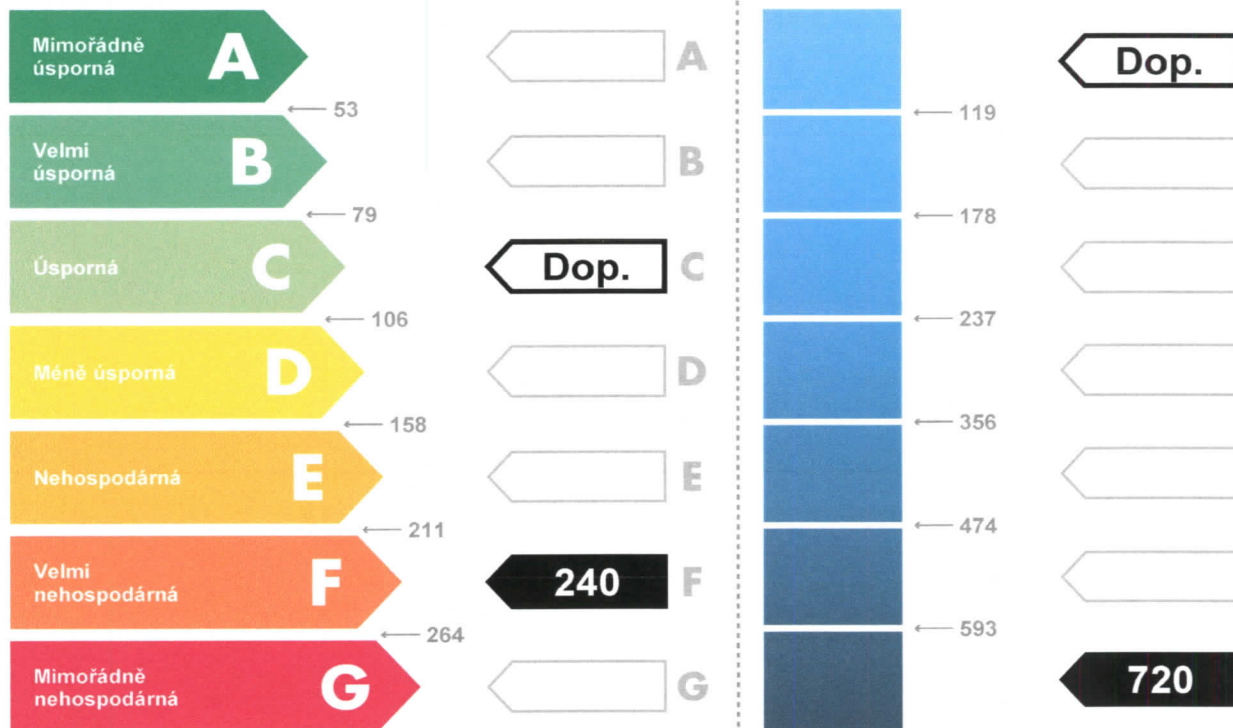 Mimořádně
úsporná
A
A
Dop.
53
119
Velmi
úsporná
B
B
79
178
Úsporná
C
Dop.
C
106
237
Méně úsporná
D
D
158
356
Nehospodárná
E
E
211
474
Velmi
nehospodárná
F
240
F
264
593
Mimořádně
nehospodárná
G
G
720